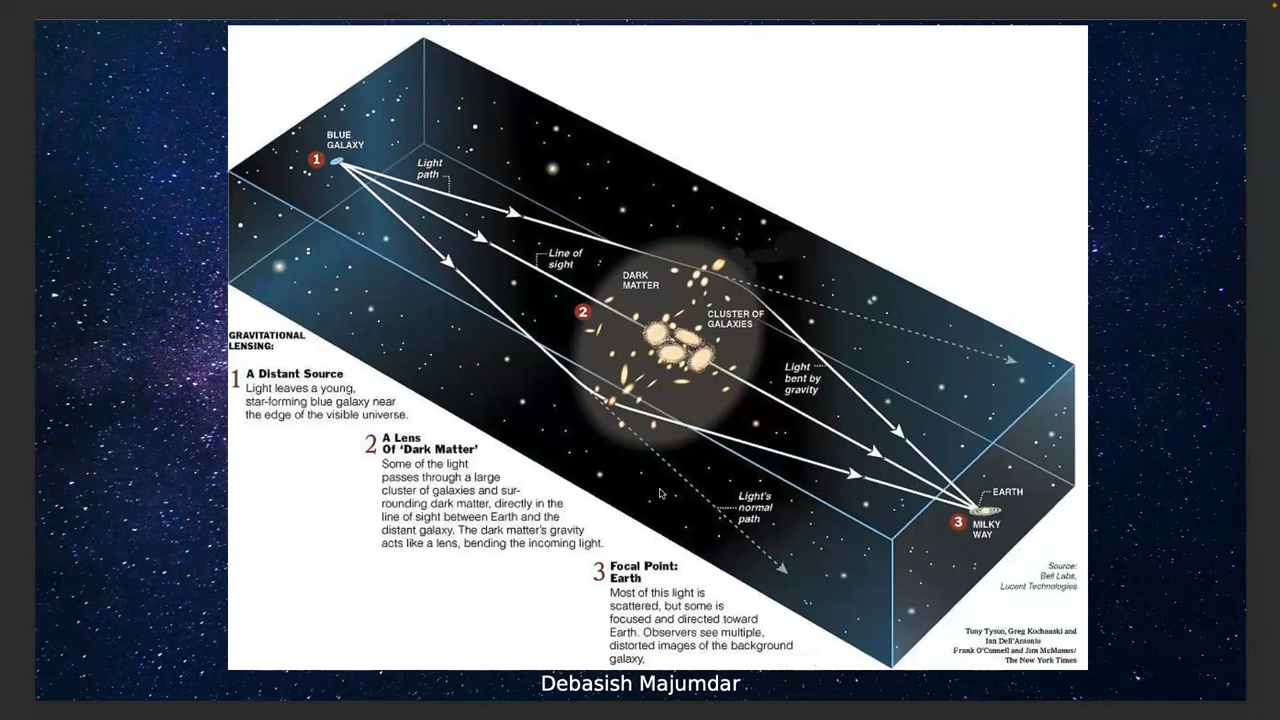 BLUE
GALAXY
1
Light
path
Line of
sight
DARK
MATTER
2
CLUSTER OF
GALAXIES
Light
bent by
gravity
Light's
normal
path
EARTH
3
MILKY
WAY
GRAVITATIONAL
LENSING:
1 A Distant Source
Light leaves a young,
star-forming blue galaxy near
the edge of the visible universe.
2 A Lens
Of 'Dark Matter'
Some of the light
passes through a large
cluster of galaxies and sur-
rounding dark matter, directly in the
line of sight between Earth and the
distant galaxy. The dark matter's gravity
acts like a lens, bending the incoming light.
3 Focal Point:
Earth
Most of this light is
scattered, but some is
focused and directed toward
Earth. Observers see multiple,
distorted images of the background
galaxy.
Source:
Bell Labs,
Lucent Technologies
Tony Tyson, Greg Kochanski and
Ian Dell'Antonio
Frank O'Connell and Jim McManus/
The New York Times
Debasish Majumdar